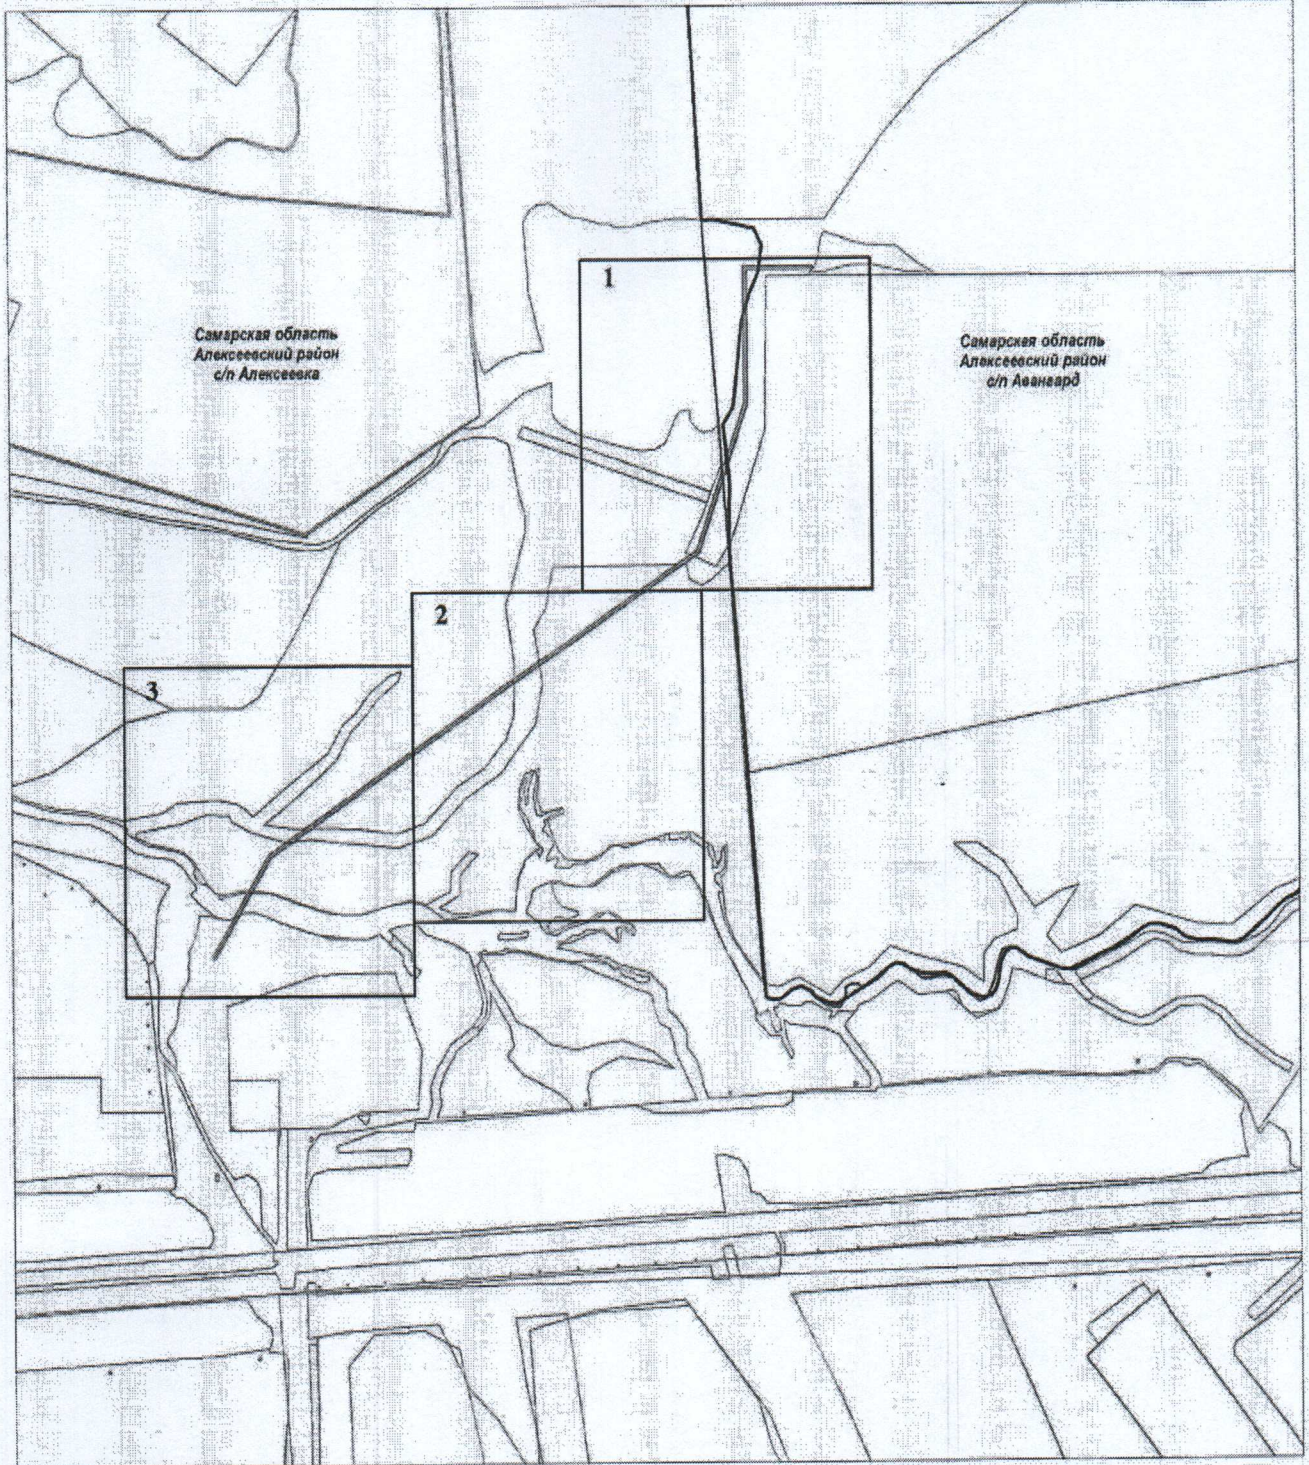 1
Самарская область
Алексеевский район
с/п Алексеевка
Самарская область
Алексеевский район
с/п Авангард
2
3